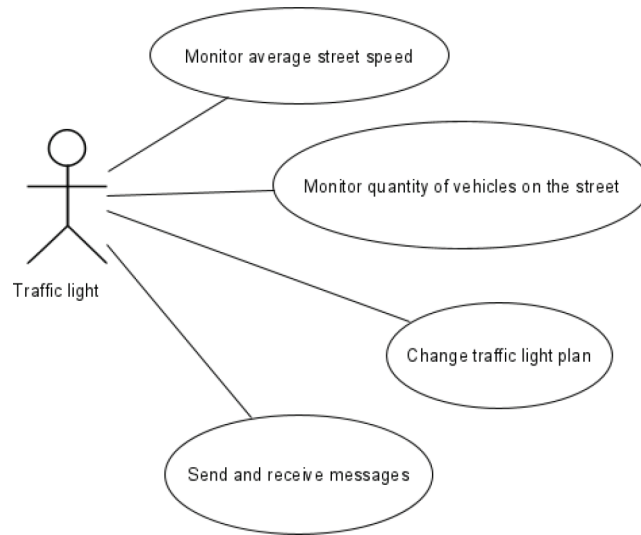 Monitor average street speed
Monitor quantity of vehicles on the street
Traffic light
Change traffic light plan
Send and receive messages